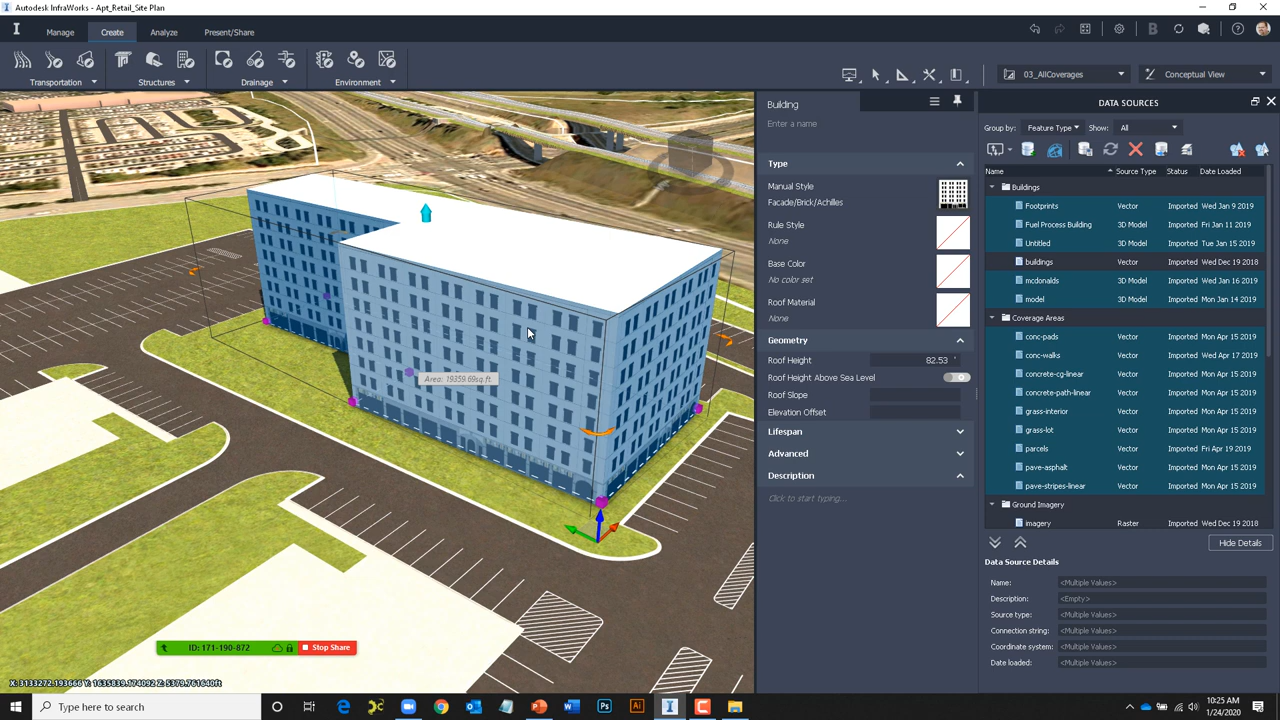 Autodesk InfraWorks - Apt_Retail_Site Plan
Manage Create Analyze Present/Share
Transportation Structures Drainage Environment
03_AllCoverages Conceptual View
Building
Enter a name
Type
Manual Style
Facade/Brick/Achilles
Rule Style
None
Base Color
No color set
Roof Material
None
Geometry
Roof Height 82.53 '
Roof Height Above Sea Level
Roof Slope
Elevation Offset
Lifespan
Advanced
Description
Click to start typing...
DATA SOURCES
Group by: Feature Type Show: All
Name Source Type Status Date Loaded
Buildings
Footprints Vector Imported Wed Jan 9 2019
Fuel Process Building 3D Model Imported Fri Jan 11 2019
Untitled 3D Model Imported Tue Jan 15 2019
buildings Vector Imported Wed Dec 19 2018
mcdonalds 3D Model Imported Mon Jan 14 2019
model 3D Model Imported Mon Jan 14 2019
Coverage Areas
conc-pads Vector Imported Mon Apr 15 2019
conc-walks Vector Imported Wed Apr 17 2019
concrete-cg-linear Vector Imported Mon Apr 15 2019
concrete-path-linear Vector Imported Mon Apr 15 2019
grass-interior Vector Imported Mon Apr 15 2019
grass-lot Vector Imported Mon Apr 15 2019
parcels Vector Imported Fri Apr 19 2019
pave-asphalt Vector Imported Mon Apr 15 2019
pave-stripes-linear Vector Imported Mon Apr 15 2019
Ground Imagery
imagery Raster Imported Wed Dec 19 2018
Hide Details
Data Source Details
Name: <Multiple Values>
Description: <Empty>
Source type: <Multiple Values>
Connection string: <Multiple Values>
Coordinate system: <Multiple Values>
Date loaded: <Multiple Values>
Area: 19359.69sq.ft.
ID: 171-190-872 Stop Share
X: 3133272.193666 Y: 1635839.174092 Z: 5379.761640ft
Type here to search
10:25 AM
1/24/2020